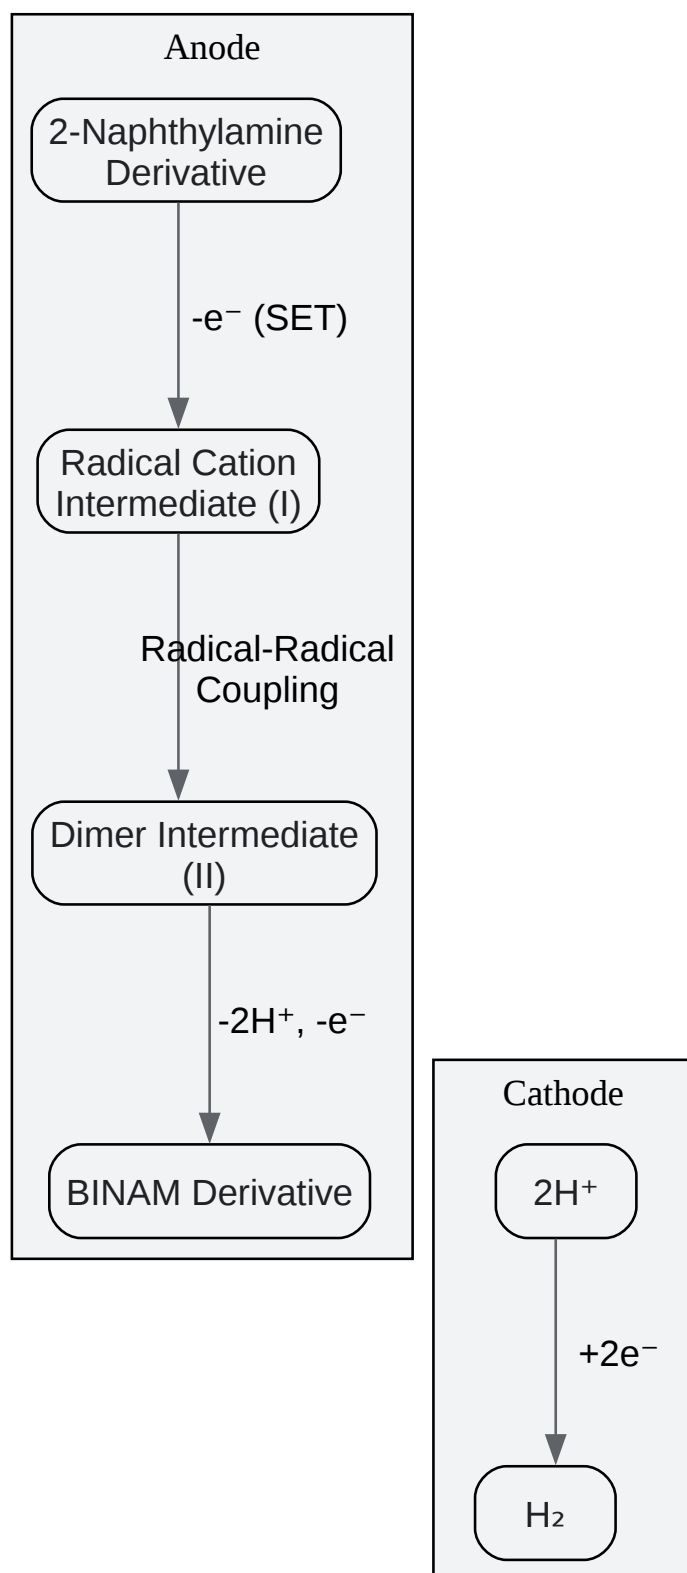 Anode
2-Naphthylamine
Derivative
-e⁻ (SET)
Radical Cation
Intermediate (I)
Radical-Radical
Coupling
Dimer Intermediate
(II)
-2H⁺, -e⁻
BINAM Derivative
Cathode
2H⁺
+2e⁻
H₂